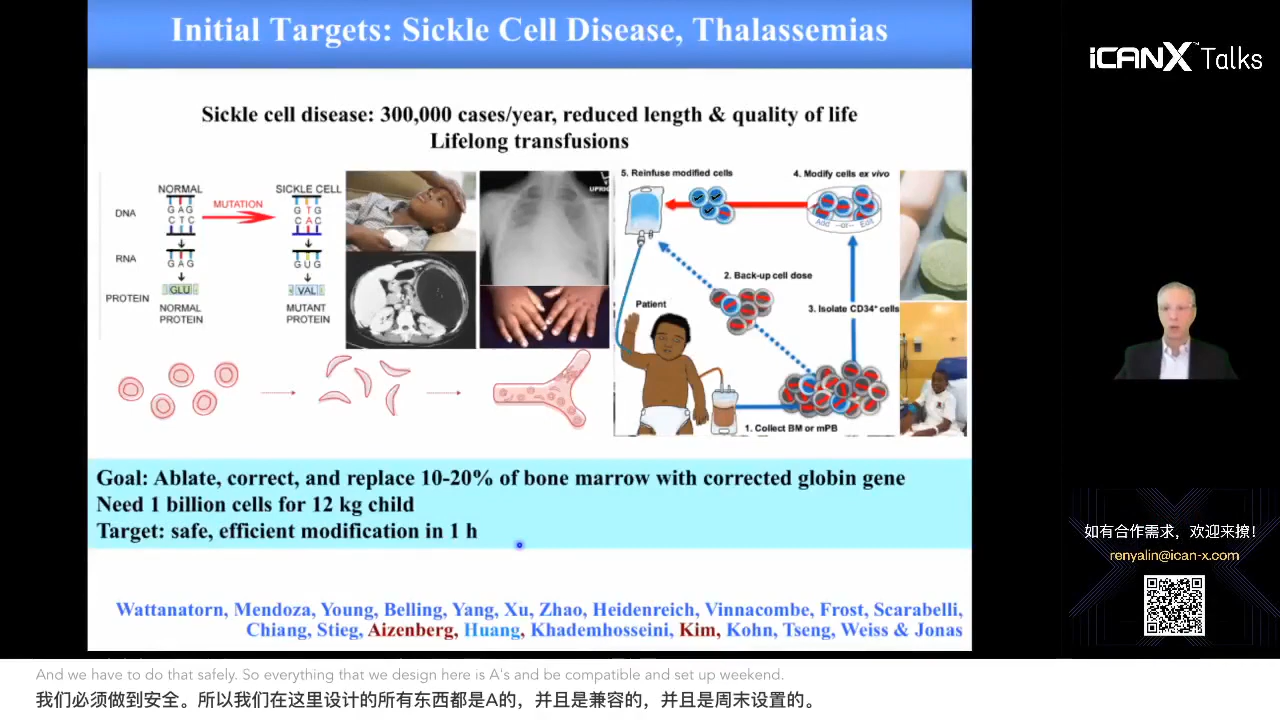 Initial Targets: Sickle Cell Disease, Thalassemias
iCANX Talks
Sickle cell disease: 300,000 cases/year, reduced length & quality of life
Lifelong transfusions
NORMAL
SICKLE CELL
MUTATION
DNA
G A G
C T C
G T G
C A C
RNA
G A G
G U G
PROTEIN
GLU
VAL
NORMAL
PROTEIN
MUTANT
PROTEIN
5. Reinfuse modified cells
4. Modify cells ex vivo
Add -or- Edit
2. Back-up cell dose
Patient
3. Isolate CD34+ cells
1. Collect BM or mPB
Goal: Ablate, correct, and replace 10-20% of bone marrow with corrected globin gene
Need 1 billion cells for 12 kg child
Target: safe, efficient modification in 1 h
Wattanatorn, Mendoza, Young, Belling, Yang, Xu, Zhao, Heidenreich, Vinnacombe, Frost, Scarabelli,
Chiang, Stieg, Aizenberg, Huang, Khademhosseini, Kim, Kohn, Tseng, Weiss & Jonas
如有合作需求，欢迎来撩！
renyalin@ican-x.com
And we have to do that safely. So everything that we design here is A's and be compatible and set up weekend.
我们必须做到安全。所以我们在这里设计的所有东西都是A的，并且是兼容的，并且是周末设置的。